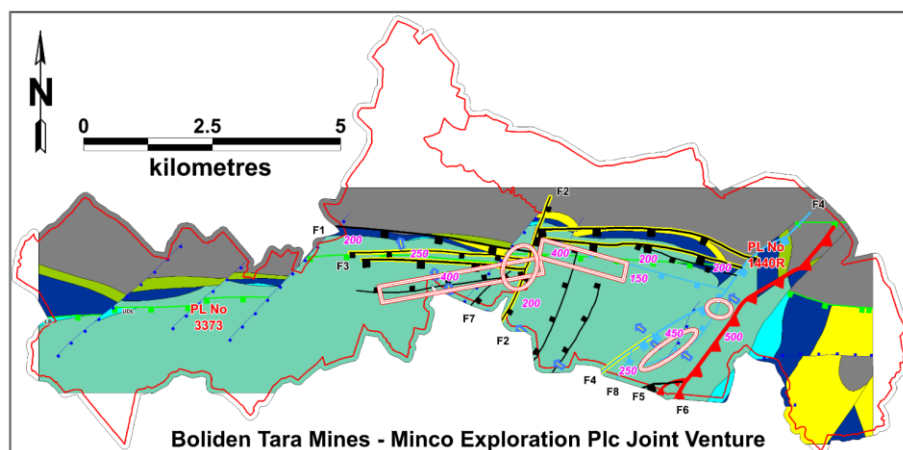 N
0 2.5 5
kilometres
F2
F4
F1
200
250
F3
400
400
200
200
150
PL No
1440R
PL No
3373
UDL
F7
200
F2
450
500
250
F4
F8
F5
F6
Boliden Tara Mines - Minco Exploration Plc Joint Venture